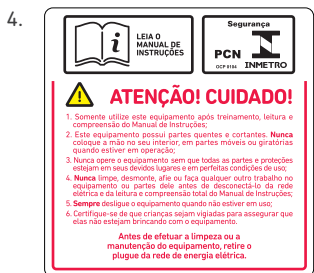 4.
LEIA O
MANUAL DE
INSTRUÇÕES
i
Segurança
PCN
OCP 0104
INMETRO
ATENÇÃO! CUIDADO!
1. Somente utilize este equipamento após treinamento, leitura e
compreensão do Manual de Instruções;
2. Este equipamento possui partes quentes e cortantes. Nunca
coloque a mão no seu interior, em partes móveis ou giratórias
quando estiver em operação;
3. Nunca opere o equipamento sem que todas as partes e proteções
estejam em seus devidos lugares e em perfeitas condições de uso;
4. Nunca limpe, desmonte, afie ou faça qualquer outro trabalho no
equipamento ou partes dele antes de desconectá-lo da rede
elétrica e da leitura e compreensão total do Manual de Instruções;
5. Sempre desligue o equipamento quando não estiver em uso;
6. Certifique-se de que crianças sejam vigiadas para assegurar que
elas não estejam brincando com o equipamento.
Antes de efetuar a limpeza ou a
manutenção do equipamento, retire o
plugue da rede de energia elétrica.